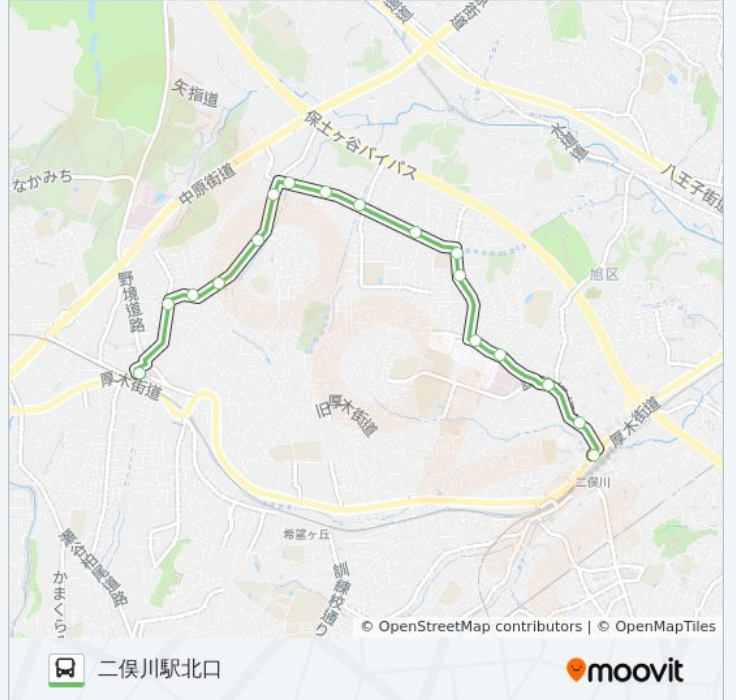 矢指道
保土ヶ谷バイパス
水道道
八王子街道
なかみち
中原街道
野境道路
旭区
厚木街道
旧厚木街道
厚木街道
二俣川
希望ヶ丘
訓練校通り
かまくら
© OpenStreetMap contributors | © OpenMapTiles
二俣川駅北口
moovit